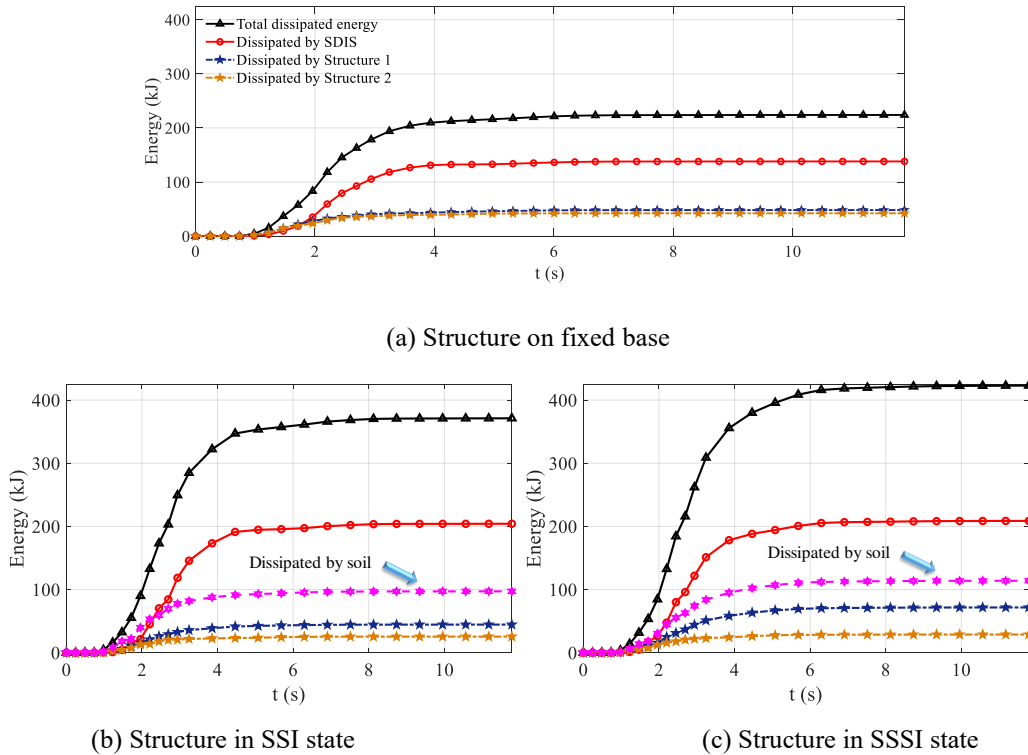 400
300
200
100
0
Energy (kJ)
Total dissipated energy
Dissipated by SDIS
Dissipated by Structure 1
Dissipated by Structure 2
0 2 4 6 8 10
t (s)
(a) Structure on fixed base
400
300
200
100
0
Energy (kJ)
Dissipated by soil
0 2 4 6 8 10
t (s)
(b) Structure in SSI state
400
300
200
100
0
Energy (kJ)
Dissipated by soil
0 2 4 6 8 10
t (s)
(c) Structure in SSSI state